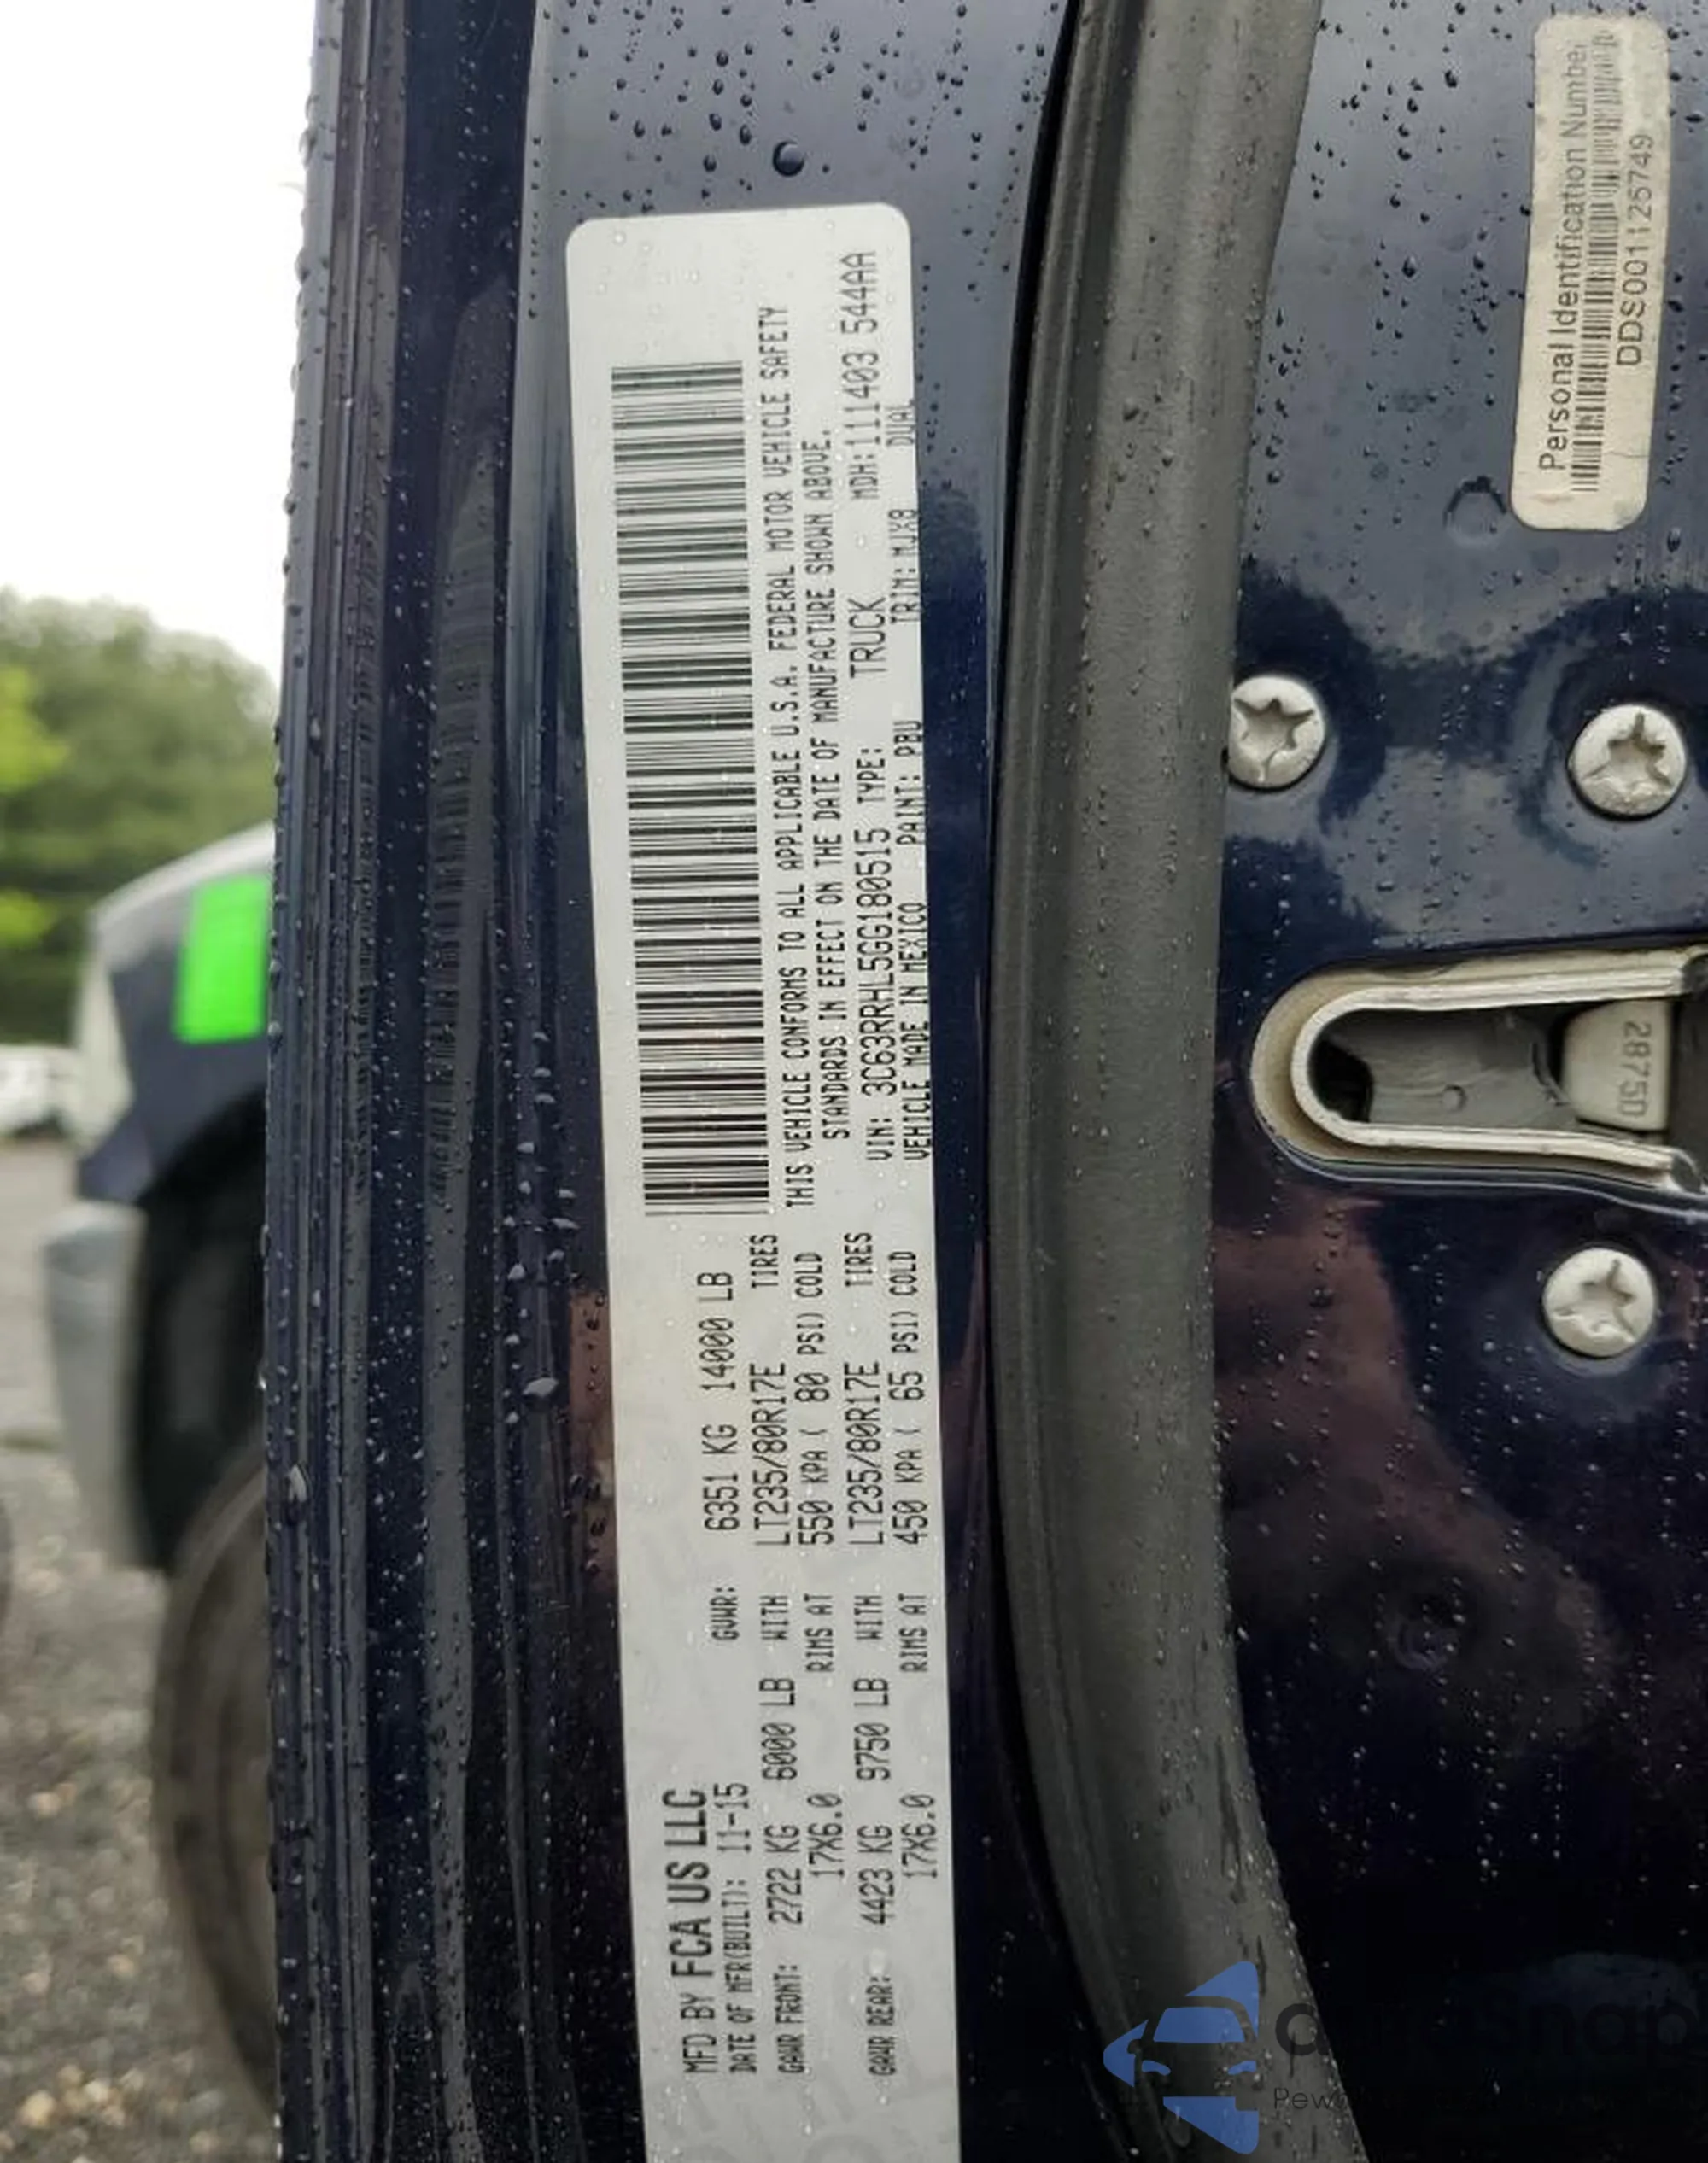 MFD BY FCA US LLC
DATE OF MFR(BUILT): 11-15
GVWR: 6351 KG 14000 LB
GAWR FRONT: 2722 KG 6000 LB WITH LT235/80R17E TIRES
17X6.0 RIMS AT 550 KPA ( 80 PSI) COLD
GAWR REAR: 4423 KG 9750 LB WITH LT235/80R17E TIRES
17X6.0 RIMS AT 450 KPA ( 65 PSI) COLD
THIS VEHICLE CONFORMS TO ALL APPLICABLE U.S.A. FEDERAL MOTOR VEHICLE SAFETY
STANDARDS IN EFFECT ON THE DATE OF MANUFACTURE SHOWN ABOVE.
VIN: 3C63RRHL5GG180515 TYPE: TRUCK MDH:111403 544AA
VEHICLE MADE IN MEXICO PAINT: PBU TRIM: MJX8 DUAL
Personal Identification Number
DDS001126749
2875D